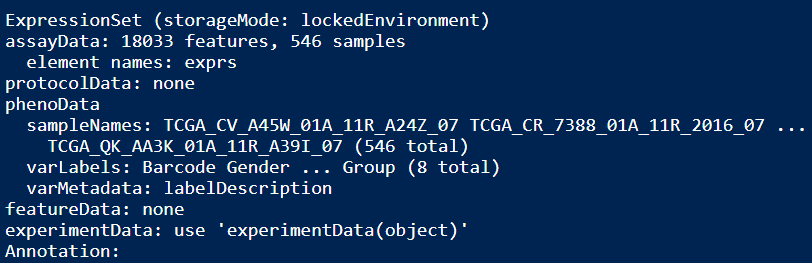 ExpressionSet (storageMode: lockedEnvironment)
assayData: 18033 features, 546 samples
  element names: exprs
protocolData: none
phenoData
  sampleNames: TCGA_CV_A45W_01A_11R_A24Z_07 TCGA_CR_7388_01A_11R_2016_07 ...
    TCGA_QK_AA3K_01A_11R_A39I_07 (546 total)
  varLabels: Barcode Gender ... Group (8 total)
  varMetadata: labelDescription
featureData: none
experimentData: use 'experimentData(object)'
Annotation: